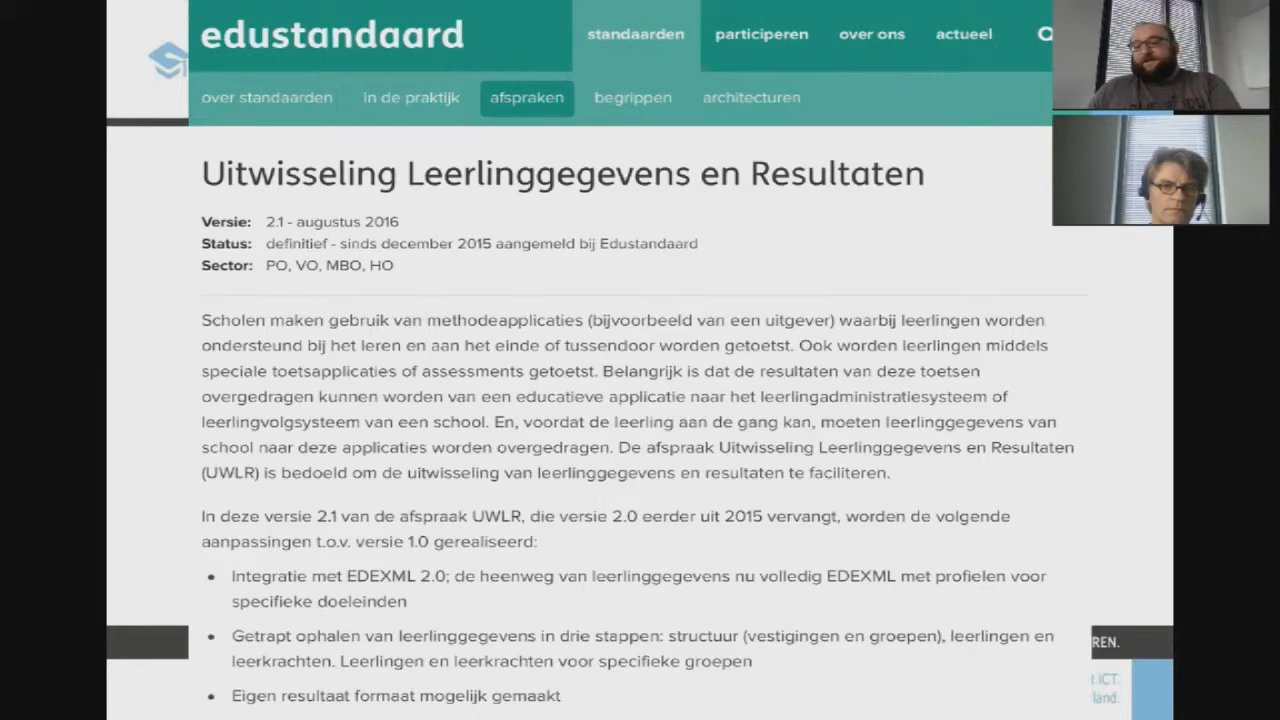 edustandaard
standaarden participeren over ons actueel
over standaarden in de praktijk afspraken begrippen architecturen
Uitwisseling Leerlinggegevens en Resultaten
Versie: 2.1 - augustus 2016
Status: definitief - sinds december 2015 aangemeld bij Edustandaard
Sector: PO, VO, MBO, HO
Scholen maken gebruik van methodeapplicaties (bijvoorbeeld van een uitgever) waarbij leerlingen worden
ondersteund bij het leren en aan het einde of tussendoor worden getoetst. Ook worden leerlingen middels
speciale toetsapplicaties of assessments getoetst. Belangrijk is dat de resultaten van deze toetsen
overgedragen kunnen worden van een educatieve applicatie naar het leerlingadministratiesysteem of
leerlingvolgsysteem van een school. En, voordat de leerling aan de gang kan, moeten leerlinggegevens van
school naar deze applicaties worden overgedragen. De afspraak Uitwisseling Leerlinggegevens en Resultaten
(UWLR) is bedoeld om de uitwisseling van leerlinggegevens en resultaten te faciliteren.
In deze versie 2.1 van de afspraak UWLR, die versie 2.0 eerder uit 2015 vervangt, worden de volgende
aanpassingen t.o.v. versie 1.0 gerealiseerd:
• Integratie met EDEXML 2.0; de heenweg van leerlinggegevens nu volledig EDEXML met profielen voor
specifieke doeleinden
• Getrapt ophalen van leerlinggegevens in drie stappen: structuur (vestigingen en groepen), leerlingen en
leerkrachten. Leerlingen en leerkrachten voor specifieke groepen
• Eigen resultaat formaat mogelijk gemaakt
REN.
ICT.
land.